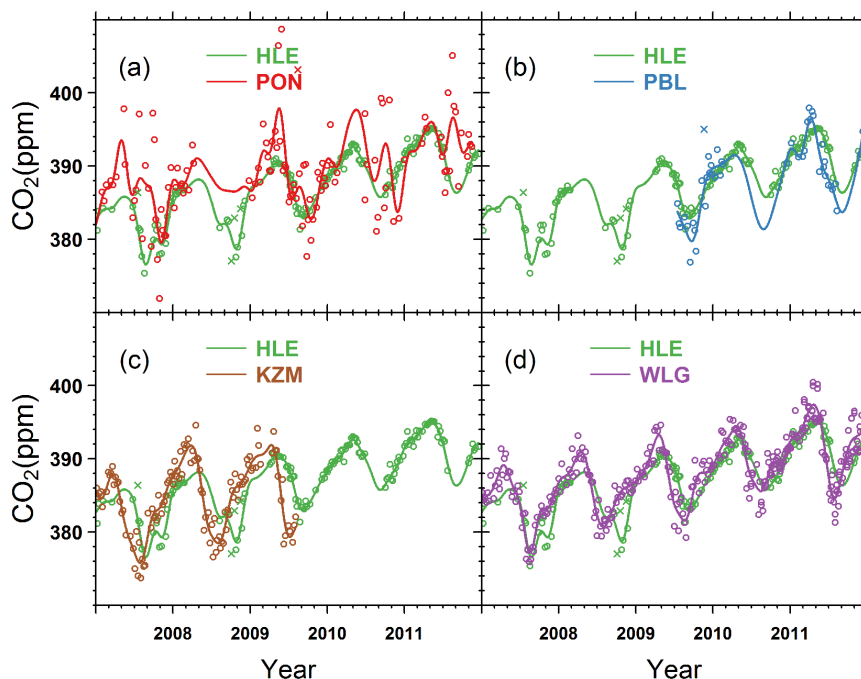 (a) HLE
PON
(b) HLE
PBL
400
390
380
CO2(ppm)
(c) HLE
KZM
(d) HLE
WLG
400
390
380
CO2(ppm)
2008 2009 2010 2011
2008 2009 2010 2011
Year
Year